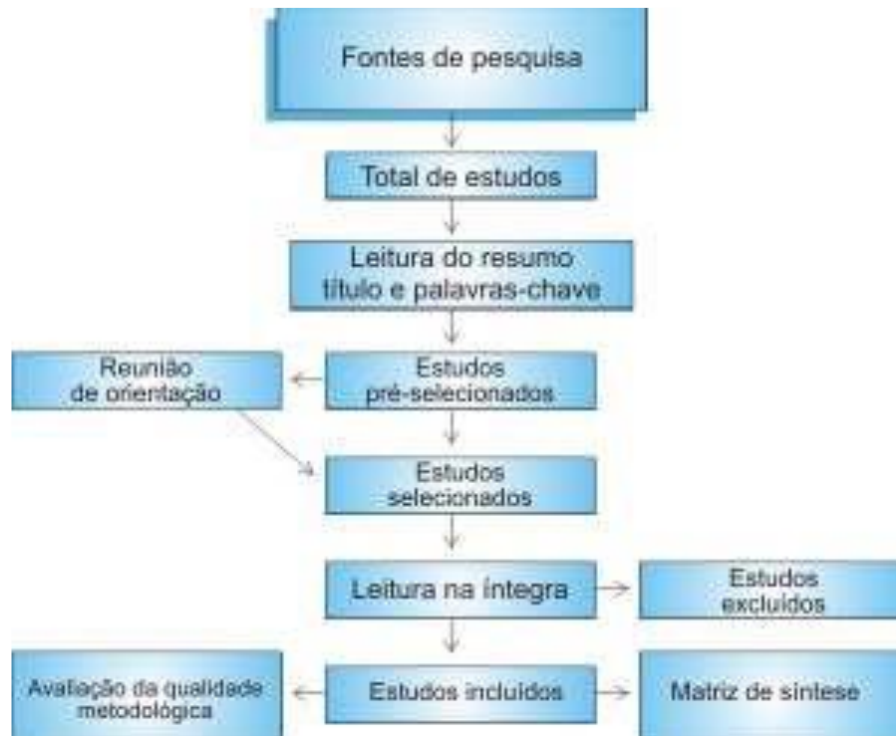 Fontes de pesquisa
Total de estudos
Leitura do resumo
título e palavras-chave
Reunião
de orientação
Estudos
pré-selecionados
Estudos
selecionados
Leitura na íntegra
Estudos
excluídos
Avaliação da qualidade
metodológica
Estudos incluídos
Matriz de síntese